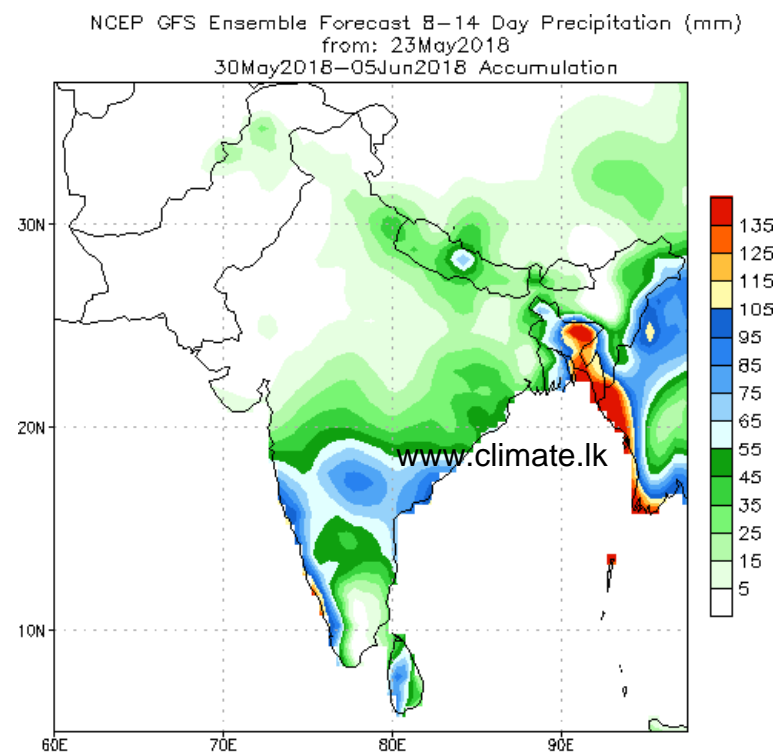 NCEP GFS Ensemble Forecast 8-14 Day Precipitation (mm)
from: 23May2018
30May2018-05Jun2018 Accumulation
30N
20N
10N
60E
70E
80E
90E
www.climate.lk
135
125
115
105
95
85
75
65
55
45
35
25
15
5